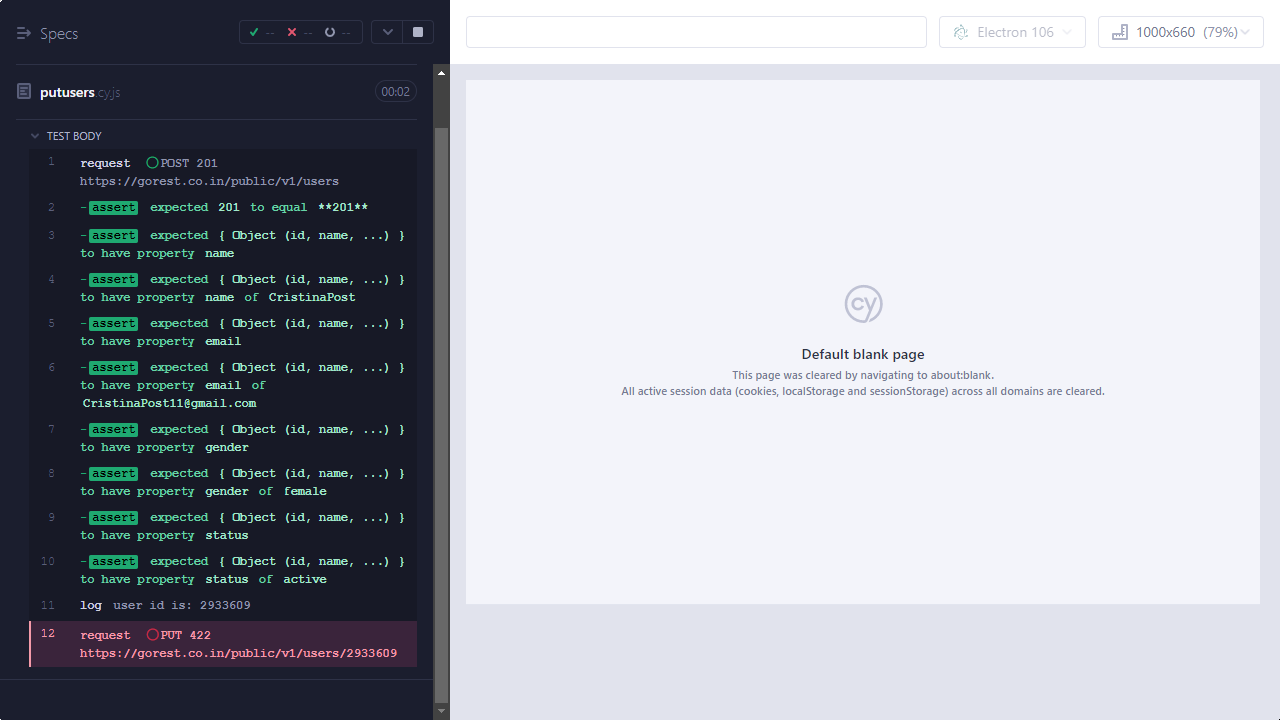 Specs
-- -- --
Electron 106
1000x660 (79%)
putusers cy.js
00:02
TEST BODY
1 request POST 201
https://gorest.co.in/public/v1/users
2 -assert expected 201 to equal **201**
3 -assert expected { Object (id, name, ...) }
to have property name
4 -assert expected { Object (id, name, ...) }
to have property name of CristinaPost
5 -assert expected { Object (id, name, ...) }
to have property email
6 -assert expected { Object (id, name, ...) }
to have property email of
CristinaPost11@gmail.com
7 -assert expected { Object (id, name, ...) }
to have property gender
8 -assert expected { Object (id, name, ...) }
to have property gender of female
9 -assert expected { Object (id, name, ...) }
to have property status
10 -assert expected { Object (id, name, ...) }
to have property status of active
11 log user id is: 2933609
12 request PUT 422
https://gorest.co.in/public/v1/users/2933609
cy
Default blank page
This page was cleared by navigating to about:blank.
All active session data (cookies, localStorage and sessionStorage) across all domains are cleared.